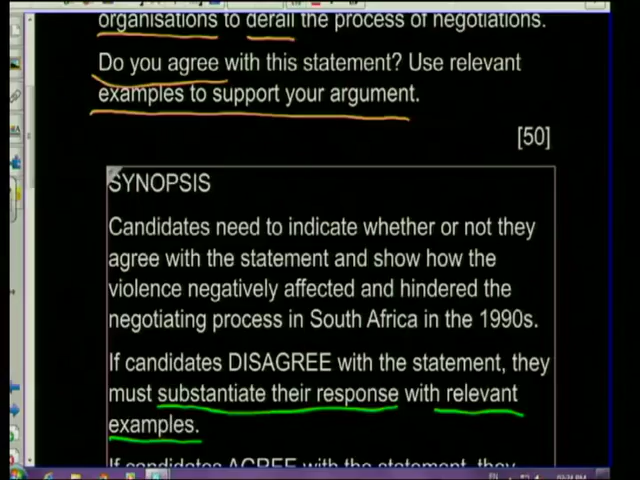 organisations to derail the process of negotiations.
Do you agree with this statement? Use relevant
examples to support your argument.
[50]
SYNOPSIS
Candidates need to indicate whether or not they
agree with the statement and show how the
violence negatively affected and hindered the
negotiating process in South Africa in the 1990s.
If candidates DISAGREE with the statement, they
must substantiate their response with relevant
examples.
If candidates AGREE with the statement, they